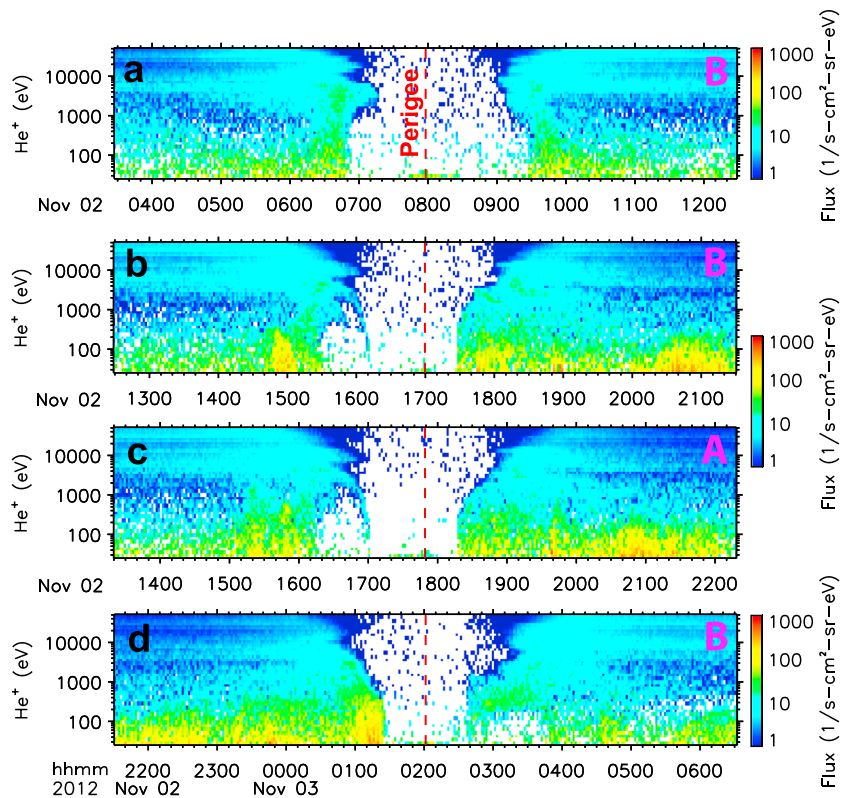 a
B
Perigee
He⁺ (eV)
10000
1000
100
1000
100
10
1
Flux (1/s−cm²−sr−eV)
Nov 02
0400 0500 0600 0700 0800 0900 1000 1100 1200
b
B
He⁺ (eV)
10000
1000
100
1000
100
10
1
Flux (1/s−cm²−sr−eV)
Nov 02
1300 1400 1500 1600 1700 1800 1900 2000 2100
c
A
He⁺ (eV)
10000
1000
100
Nov 02
1400 1500 1600 1700 1800 1900 2000 2100 2200
d
B
He⁺ (eV)
10000
1000
100
1000
100
10
1
Flux (1/s−cm²−sr−eV)
hhmm 2200 2300 0000 0100 0200 0300 0400 0500 0600
2012 Nov 02 Nov 03